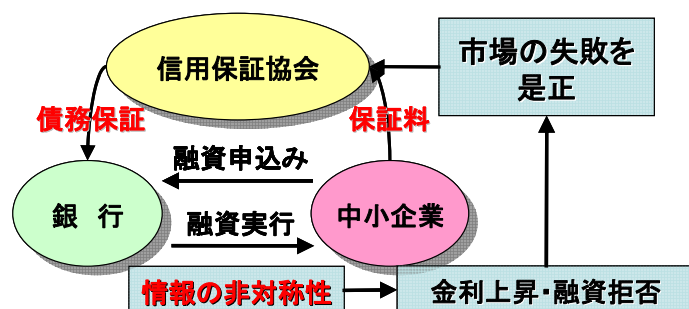 信用保証協会
市場の失敗を
是正
債務保証
保証料
融資申込み
銀 行
中小企業
融資実行
情報の非対称性
金利上昇・融資拒否